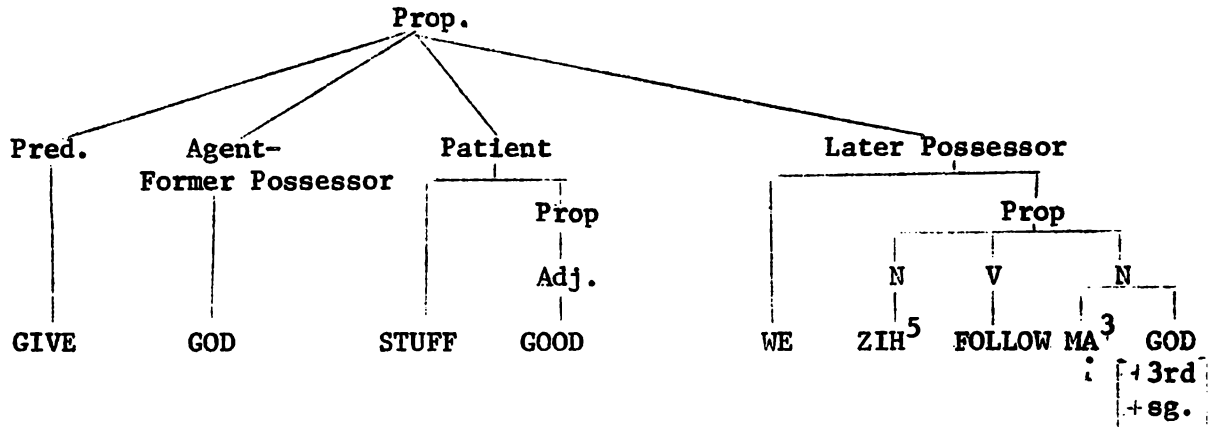 Prop.
Pred. Agent- Patient Later Possessor
Former Possessor
Prop Prop
Adj. N V N
GIVE GOD STUFF GOOD WE ZIH⁵ FOLLOW MA³ GOD
+3rd
+sg.